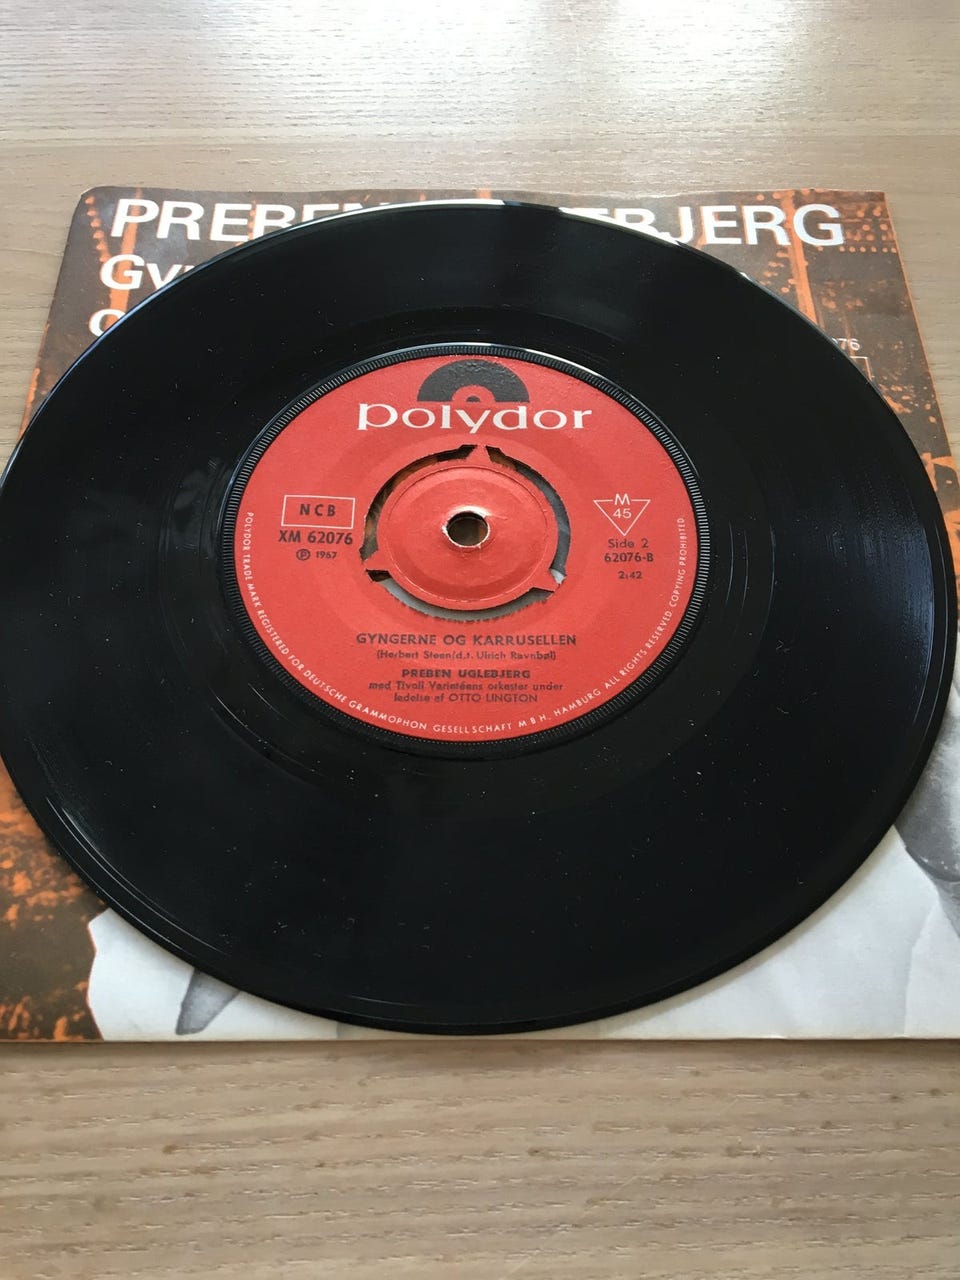 PREBEN
BJERG
polydor
NCB
XM 62076
Ⓟ 1967
M
45
Side 2
62076-B
2:42
GYNGERNE OG KARRUSELLEN
(Herbert Steen/d.t. Ulrich Ravnbøl)
PREBEN UGLEBJERG
med Tivoli Varietéens orkester under
ledelse af OTTO LINGTON
POLYDOR TRADE MARK REGISTERED FOR DEUTSCHE GRAMMOPHON GESELLSCHAFT M B H. HAMBURG ALL RIGHTS RESERVED COPYING PROHIBITED